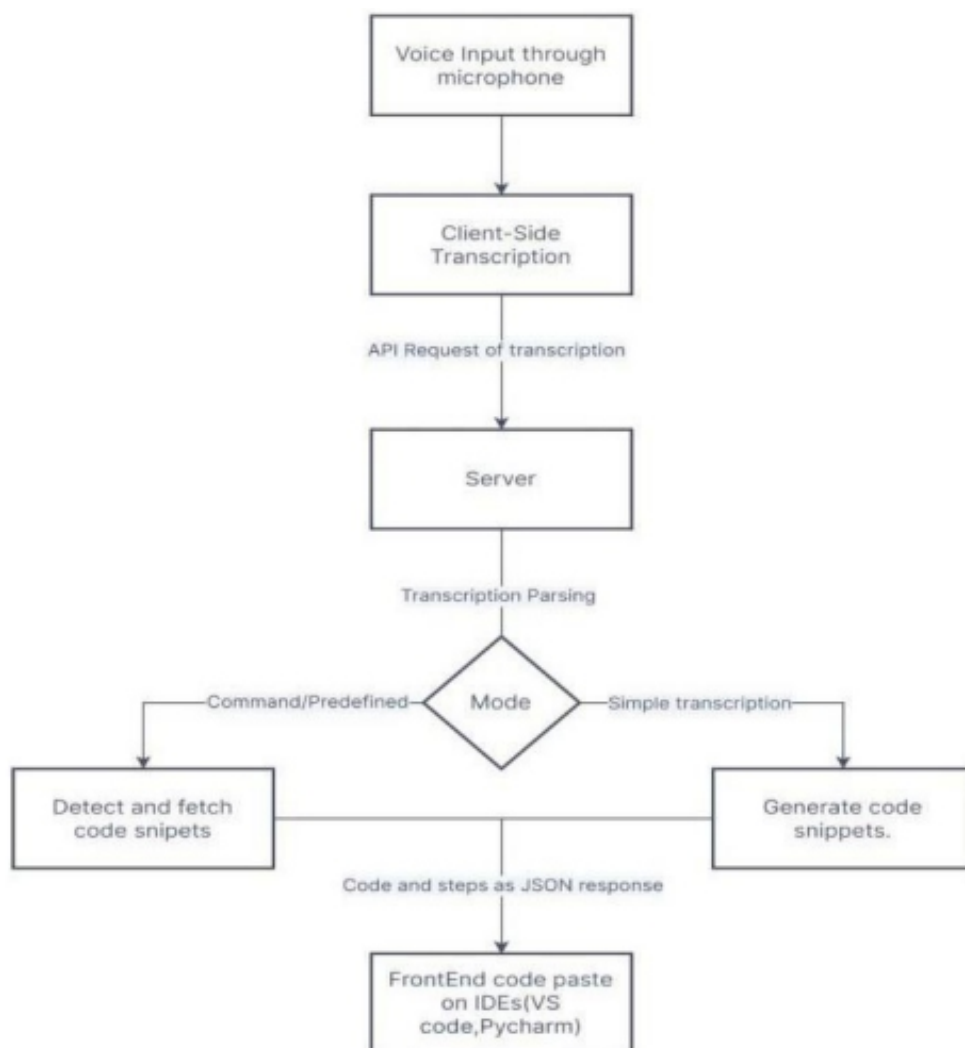 Voice Input through
microphone
Client-Side
Transcription
API Request of transcription
Server
Transcription Parsing
Mode
Command/Predefined
Simple transcription
Detect and fetch
code snipets
Generate code
snippets.
Code and steps as JSON response
FrontEnd code paste
on IDEs(VS
code,Pycharm)